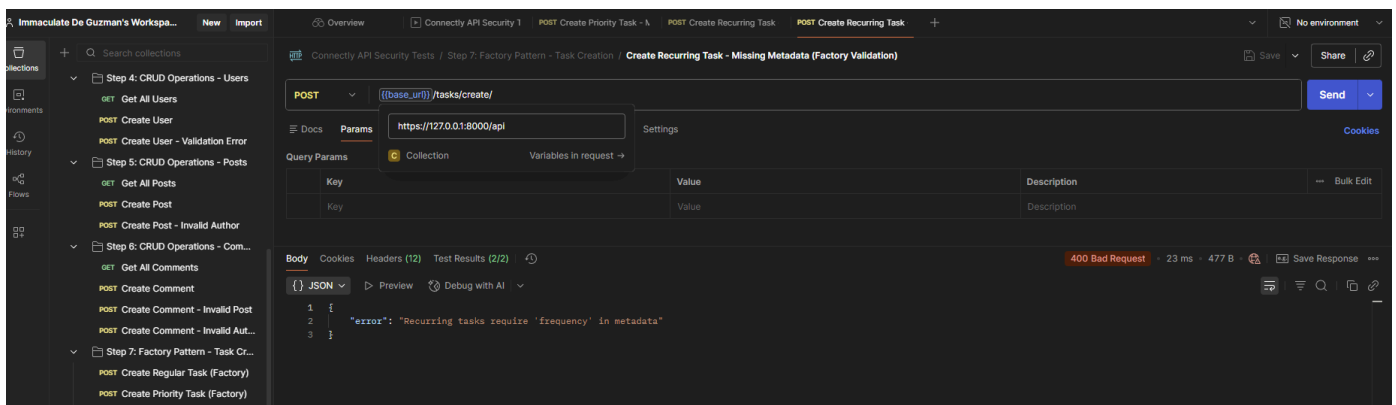 Immaculate De Guzman's Workspa... New Import
Overview Connectly API Security T POST Create Priority Task - M POST Create Recurring Task POST Create Recurring Task No environment
Collections
Search collections
Connectly API Security Tests / Step 7: Factory Pattern - Task Creation / Create Recurring Task - Missing Metadata (Factory Validation) Save Share
ironments
History
Flows
Step 4: CRUD Operations - Users
GET Get All Users
POST Create User
POST Create User - Validation Error
Step 5: CRUD Operations - Posts
GET Get All Posts
POST Create Post
POST Create Post - Invalid Author
Step 6: CRUD Operations - Com...
GET Get All Comments
POST Create Comment
POST Create Comment - Invalid Post
POST Create Comment - Invalid Aut...
Step 7: Factory Pattern - Task Cr...
POST Create Regular Task (Factory)
POST Create Priority Task (Factory)
POST {{base_url}}/tasks/create/ Send
https://127.0.0.1:8000/api
C Collection Variables in request →
Docs Params Settings Cookies
Query Params
Key Value Description Bulk Edit
Key Value Description
Body Cookies Headers (12) Test Results (2/2) 400 Bad Request 23 ms 477 B Save Response
{} JSON Preview Debug with AI
1 {
2 "error": "Recurring tasks require 'frequency' in metadata"
3 }